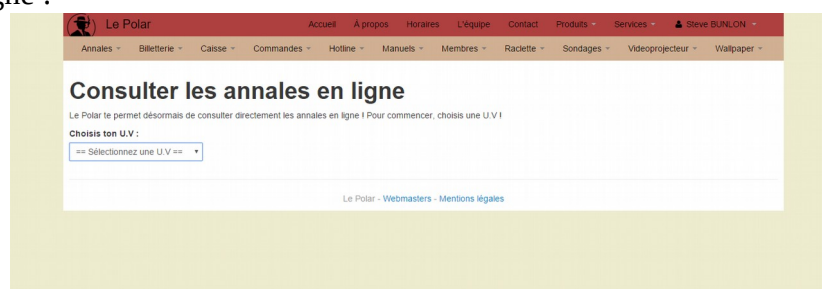 gne :
Le Polar Accueil À propos Horaires L'équipe Contact Produits Services Steve BUNLON
Annales Billetterie Caisse Commandes Hotline Manuels Membres Raclette Sondages Videoprojecteur Wallpaper
Consulter les annales en ligne
Le Polar te permet désormais de consulter directement les annales en ligne ! Pour commencer, choisis une U.V !
Choisis ton U.V :
== Sélectionnez une U.V ==
Le Polar - Webmasters - Mentions légales